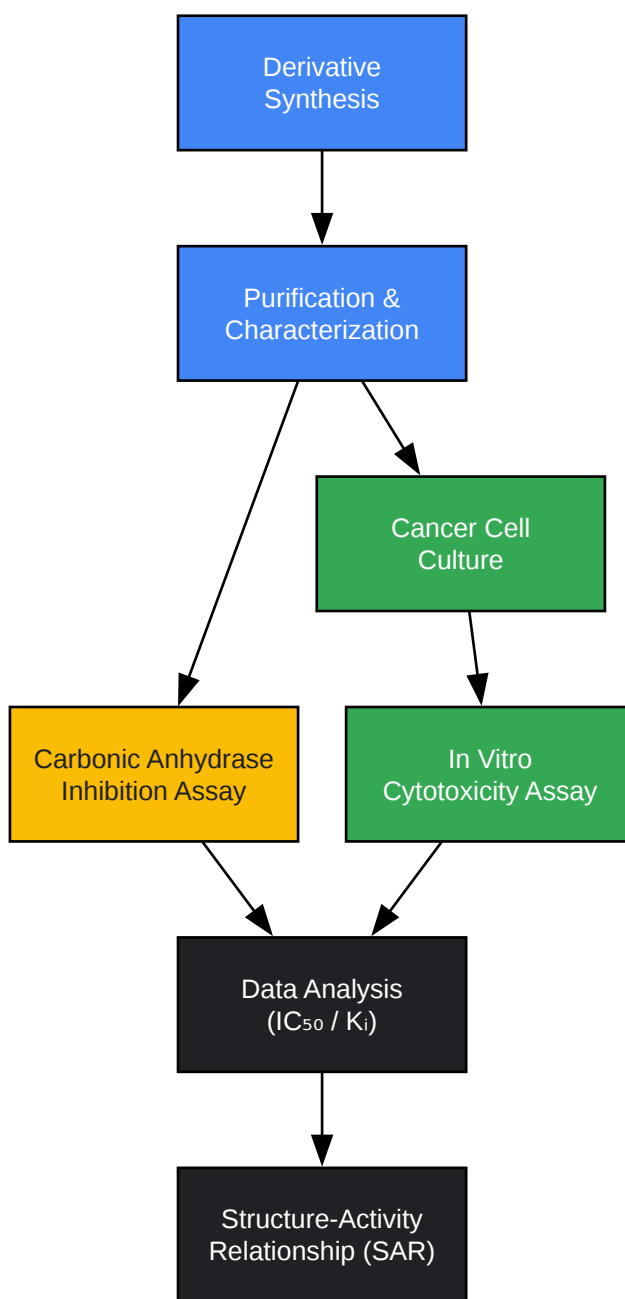 Derivative
Synthesis
Purification &
Characterization
Cancer Cell
Culture
Carbonic Anhydrase
Inhibition Assay
In Vitro
Cytotoxicity Assay
Data Analysis
(IC₅₀ / Kᵢ)
Structure-Activity
Relationship (SAR)